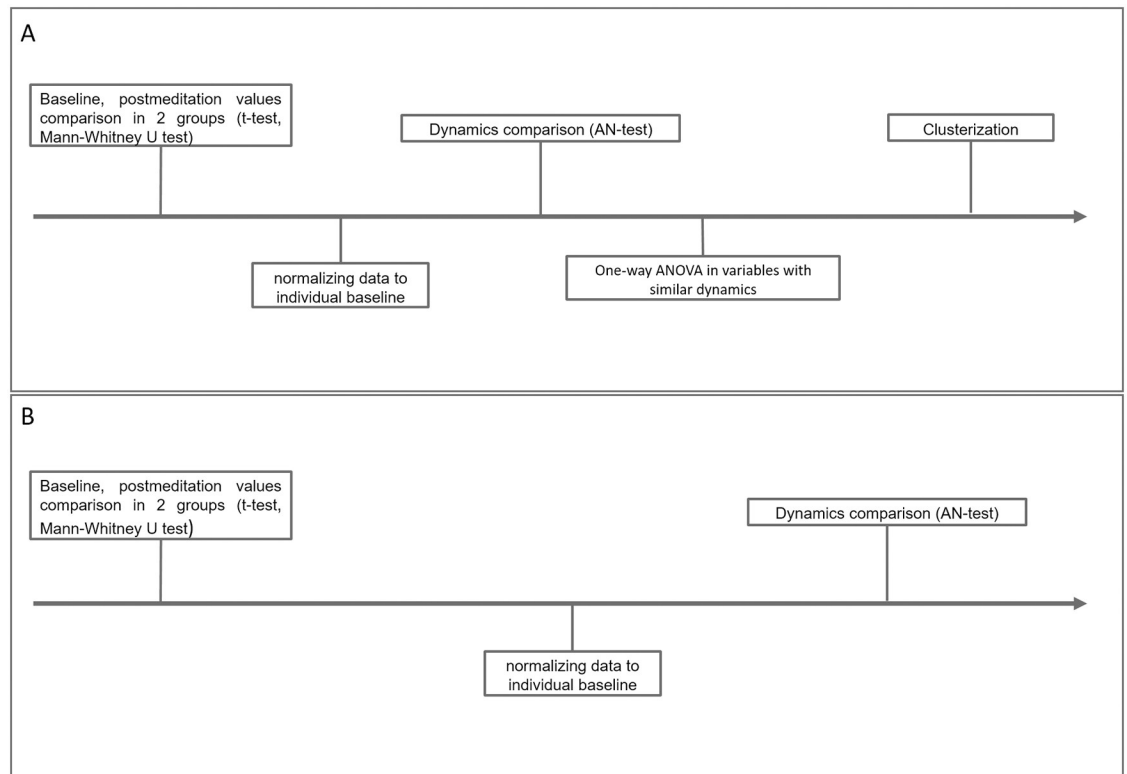 A
Baseline, postmeditation values
comparison in 2 groups (t-test,
Mann-Whitney U test)
Dynamics comparison (AN-test)
Clusterization
normalizing data to
individual baseline
One-way ANOVA in variables with
similar dynamics
B
Baseline, postmeditation values
comparison in 2 groups (t-test,
Mann-Whitney U test)
Dynamics comparison (AN-test)
normalizing data to
individual baseline